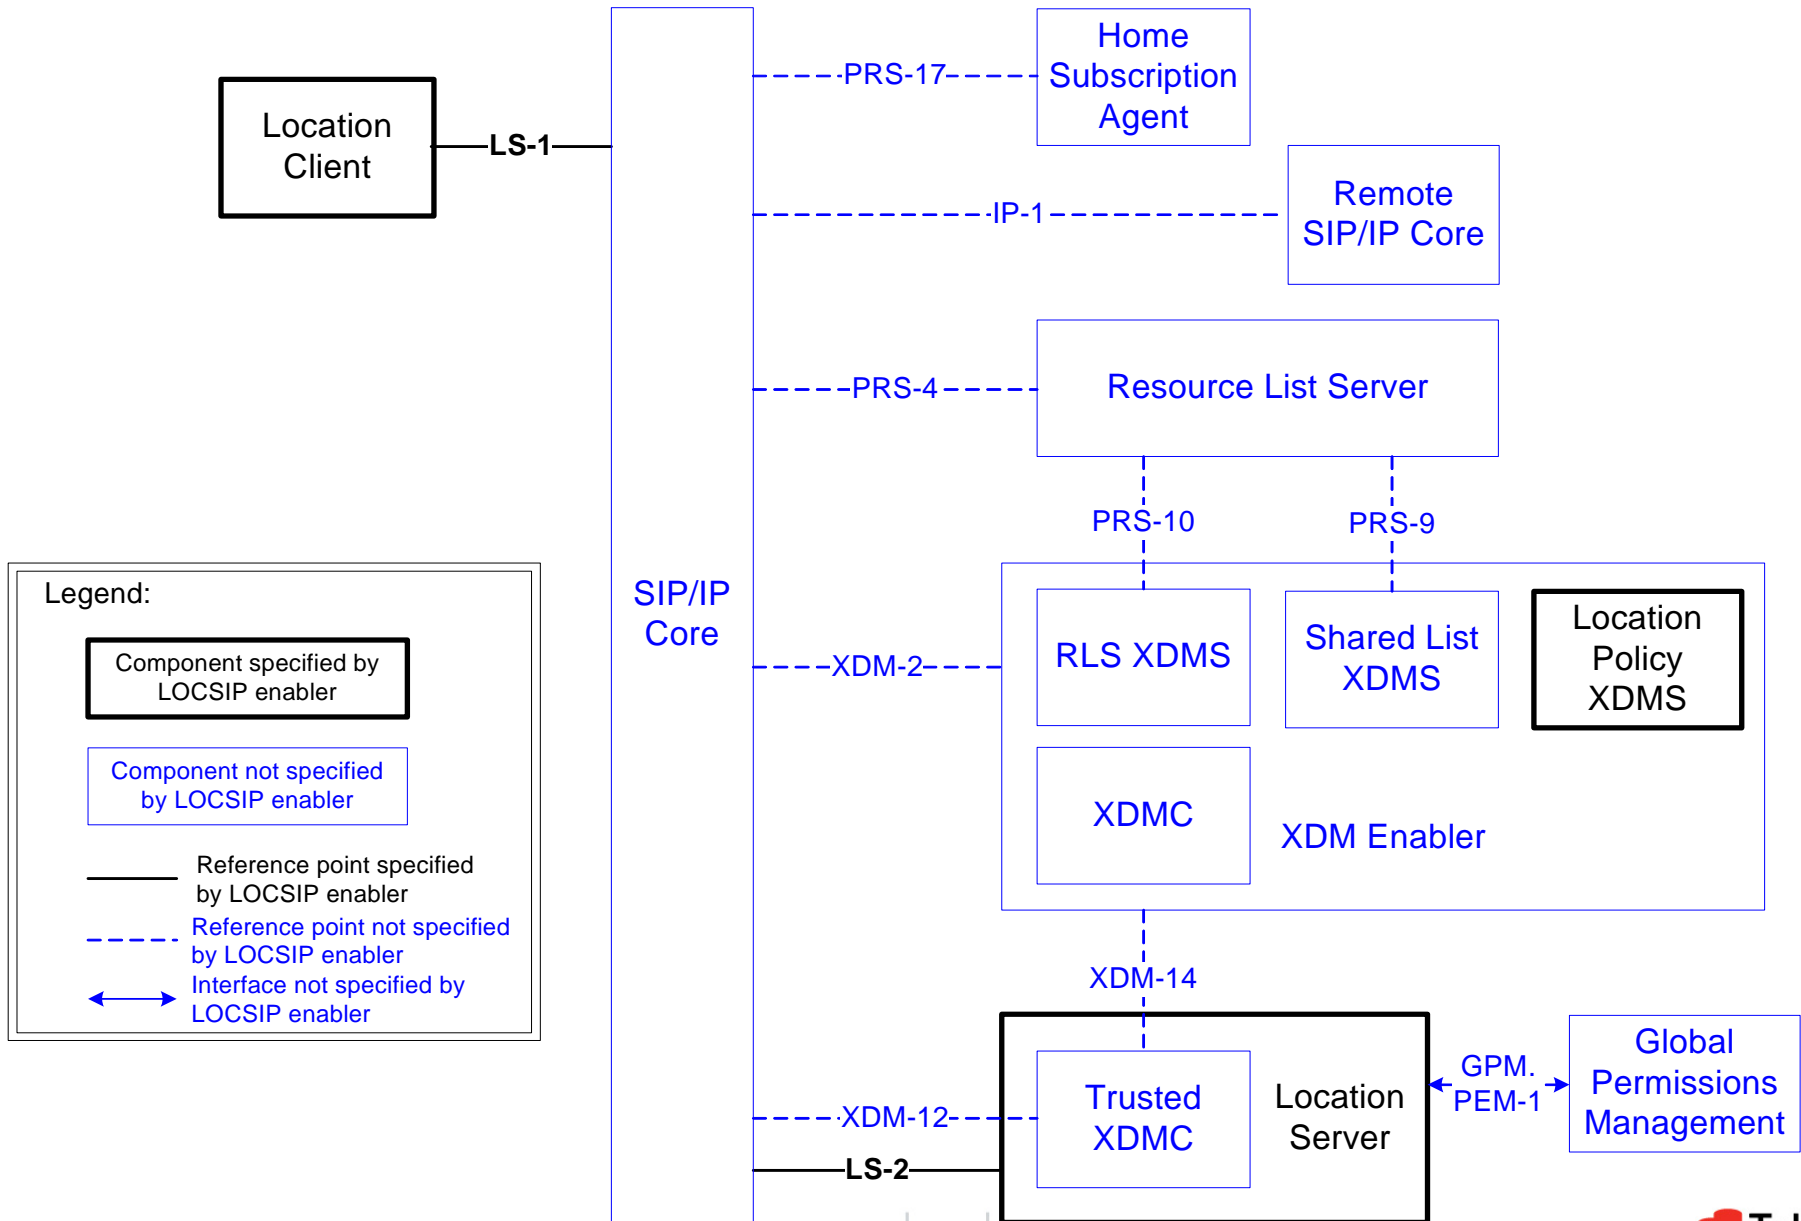 Home
Subscription
Agent
PRS-17
Location
Client
LS-1
Remote
SIP/IP Core
IP-1
Resource List Server
PRS-4
PRS-10
PRS-9
SIP/IP
Core
XDM-2
RLS XDMS
Shared List
XDMS
Location
Policy
XDMS
XDMC
XDM Enabler
Legend:
Component specified by
LOCSIP enabler
Component not specified
by LOCSIP enabler
Reference point specified
by LOCSIP enabler
Reference point not specified
by LOCSIP enabler
Interface not specified by
LOCSIP enabler
XDM-14
Trusted
XDMC
Location
Server
XDM-12
LS-2
GPM.
PEM-1
Global
Permissions
Management